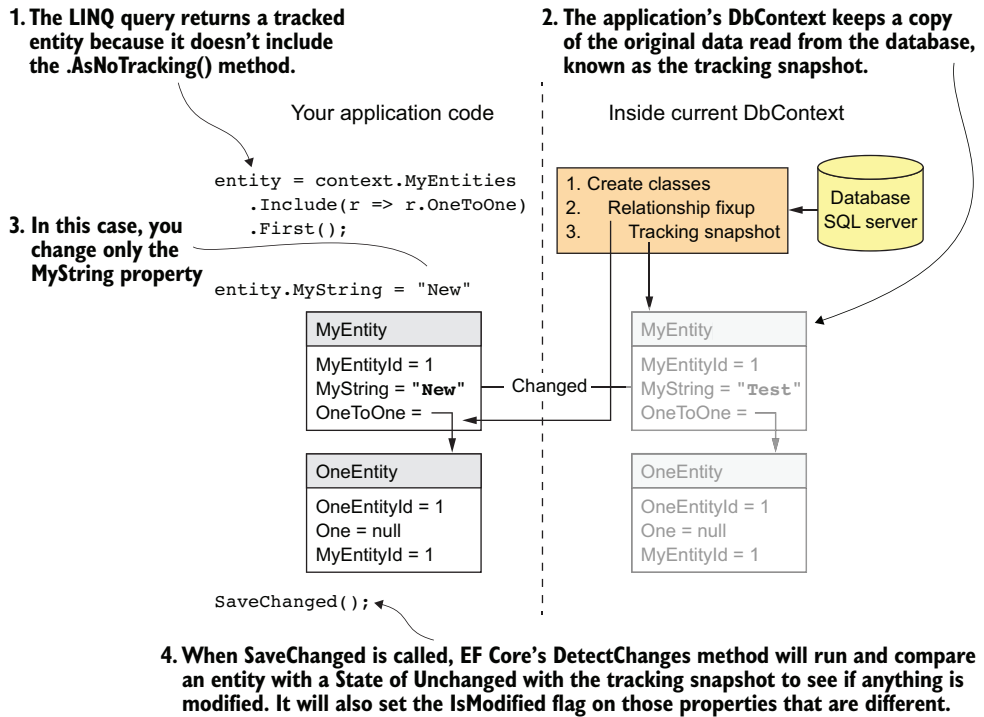 1. The LINQ query returns a tracked
entity because it doesn't include
the .AsNoTracking() method.
2. The application's DbContext keeps a copy
of the original data read from the database,
known as the tracking snapshot.
Your application code
Inside current DbContext
entity = context.MyEntities
.Include(r => r.OneToOne)
.First();
1. Create classes
2. Relationship fixup
3. Tracking snapshot
Database
SQL server
3. In this case, you
change only the
MyString property
entity.MyString = "New"
MyEntity
MyEntityId = 1
MyString = "New"
OneToOne =
Changed
MyEntity
MyEntityId = 1
MyString = "Test"
OneToOne =
OneEntity
OneEntityId = 1
One = null
MyEntityId = 1
OneEntity
OneEntityId = 1
One = null
MyEntityId = 1
SaveChanged();
4. When SaveChanged is called, EF Core's DetectChanges method will run and compare
an entity with a State of Unchanged with the tracking snapshot to see if anything is
modified. It will also set the IsModified flag on those properties that are different.